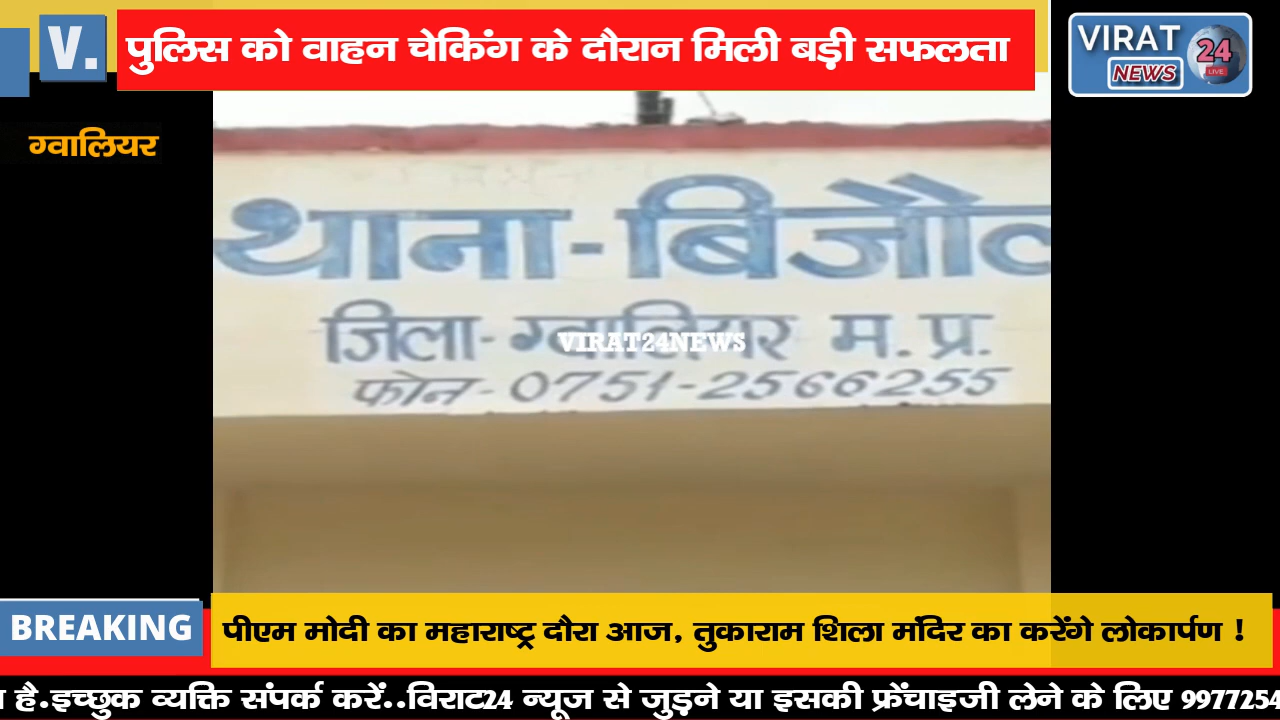 V.
पुलिस को वाहन चेकिंग के दौरान मिली बड़ी सफलता
VIRAT
NEWS
24
LIVE
ग्वालियर
थाना-बिजौ
जिला-ग्वालियर म.प्र.
VIRAT24NEWS
फोन-0751-2566255
BREAKING
पीएम मोदी का महाराष्ट्र दौरा आज, तुकाराम शिला मंदिर का करेंगे लोकार्पण !
है.इच्छुक व्यक्ति संपर्क करें..विराट24 न्यूज से जुड़ने या इसकी फ्रेंचाइजी लेने के लिए 9977254